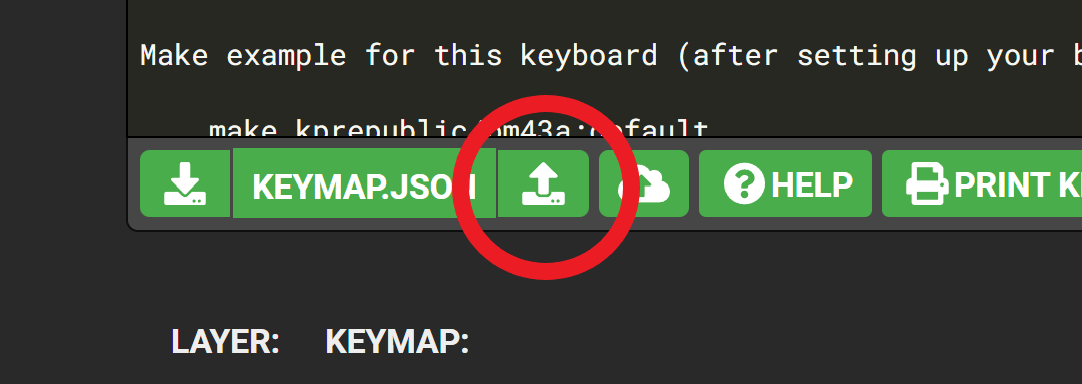 Make example for this keyboard (after setting up your b
make kprepublic/bm43a:default
KEYMAP.JSON
HELP
PRINT K
LAYER: KEYMAP: